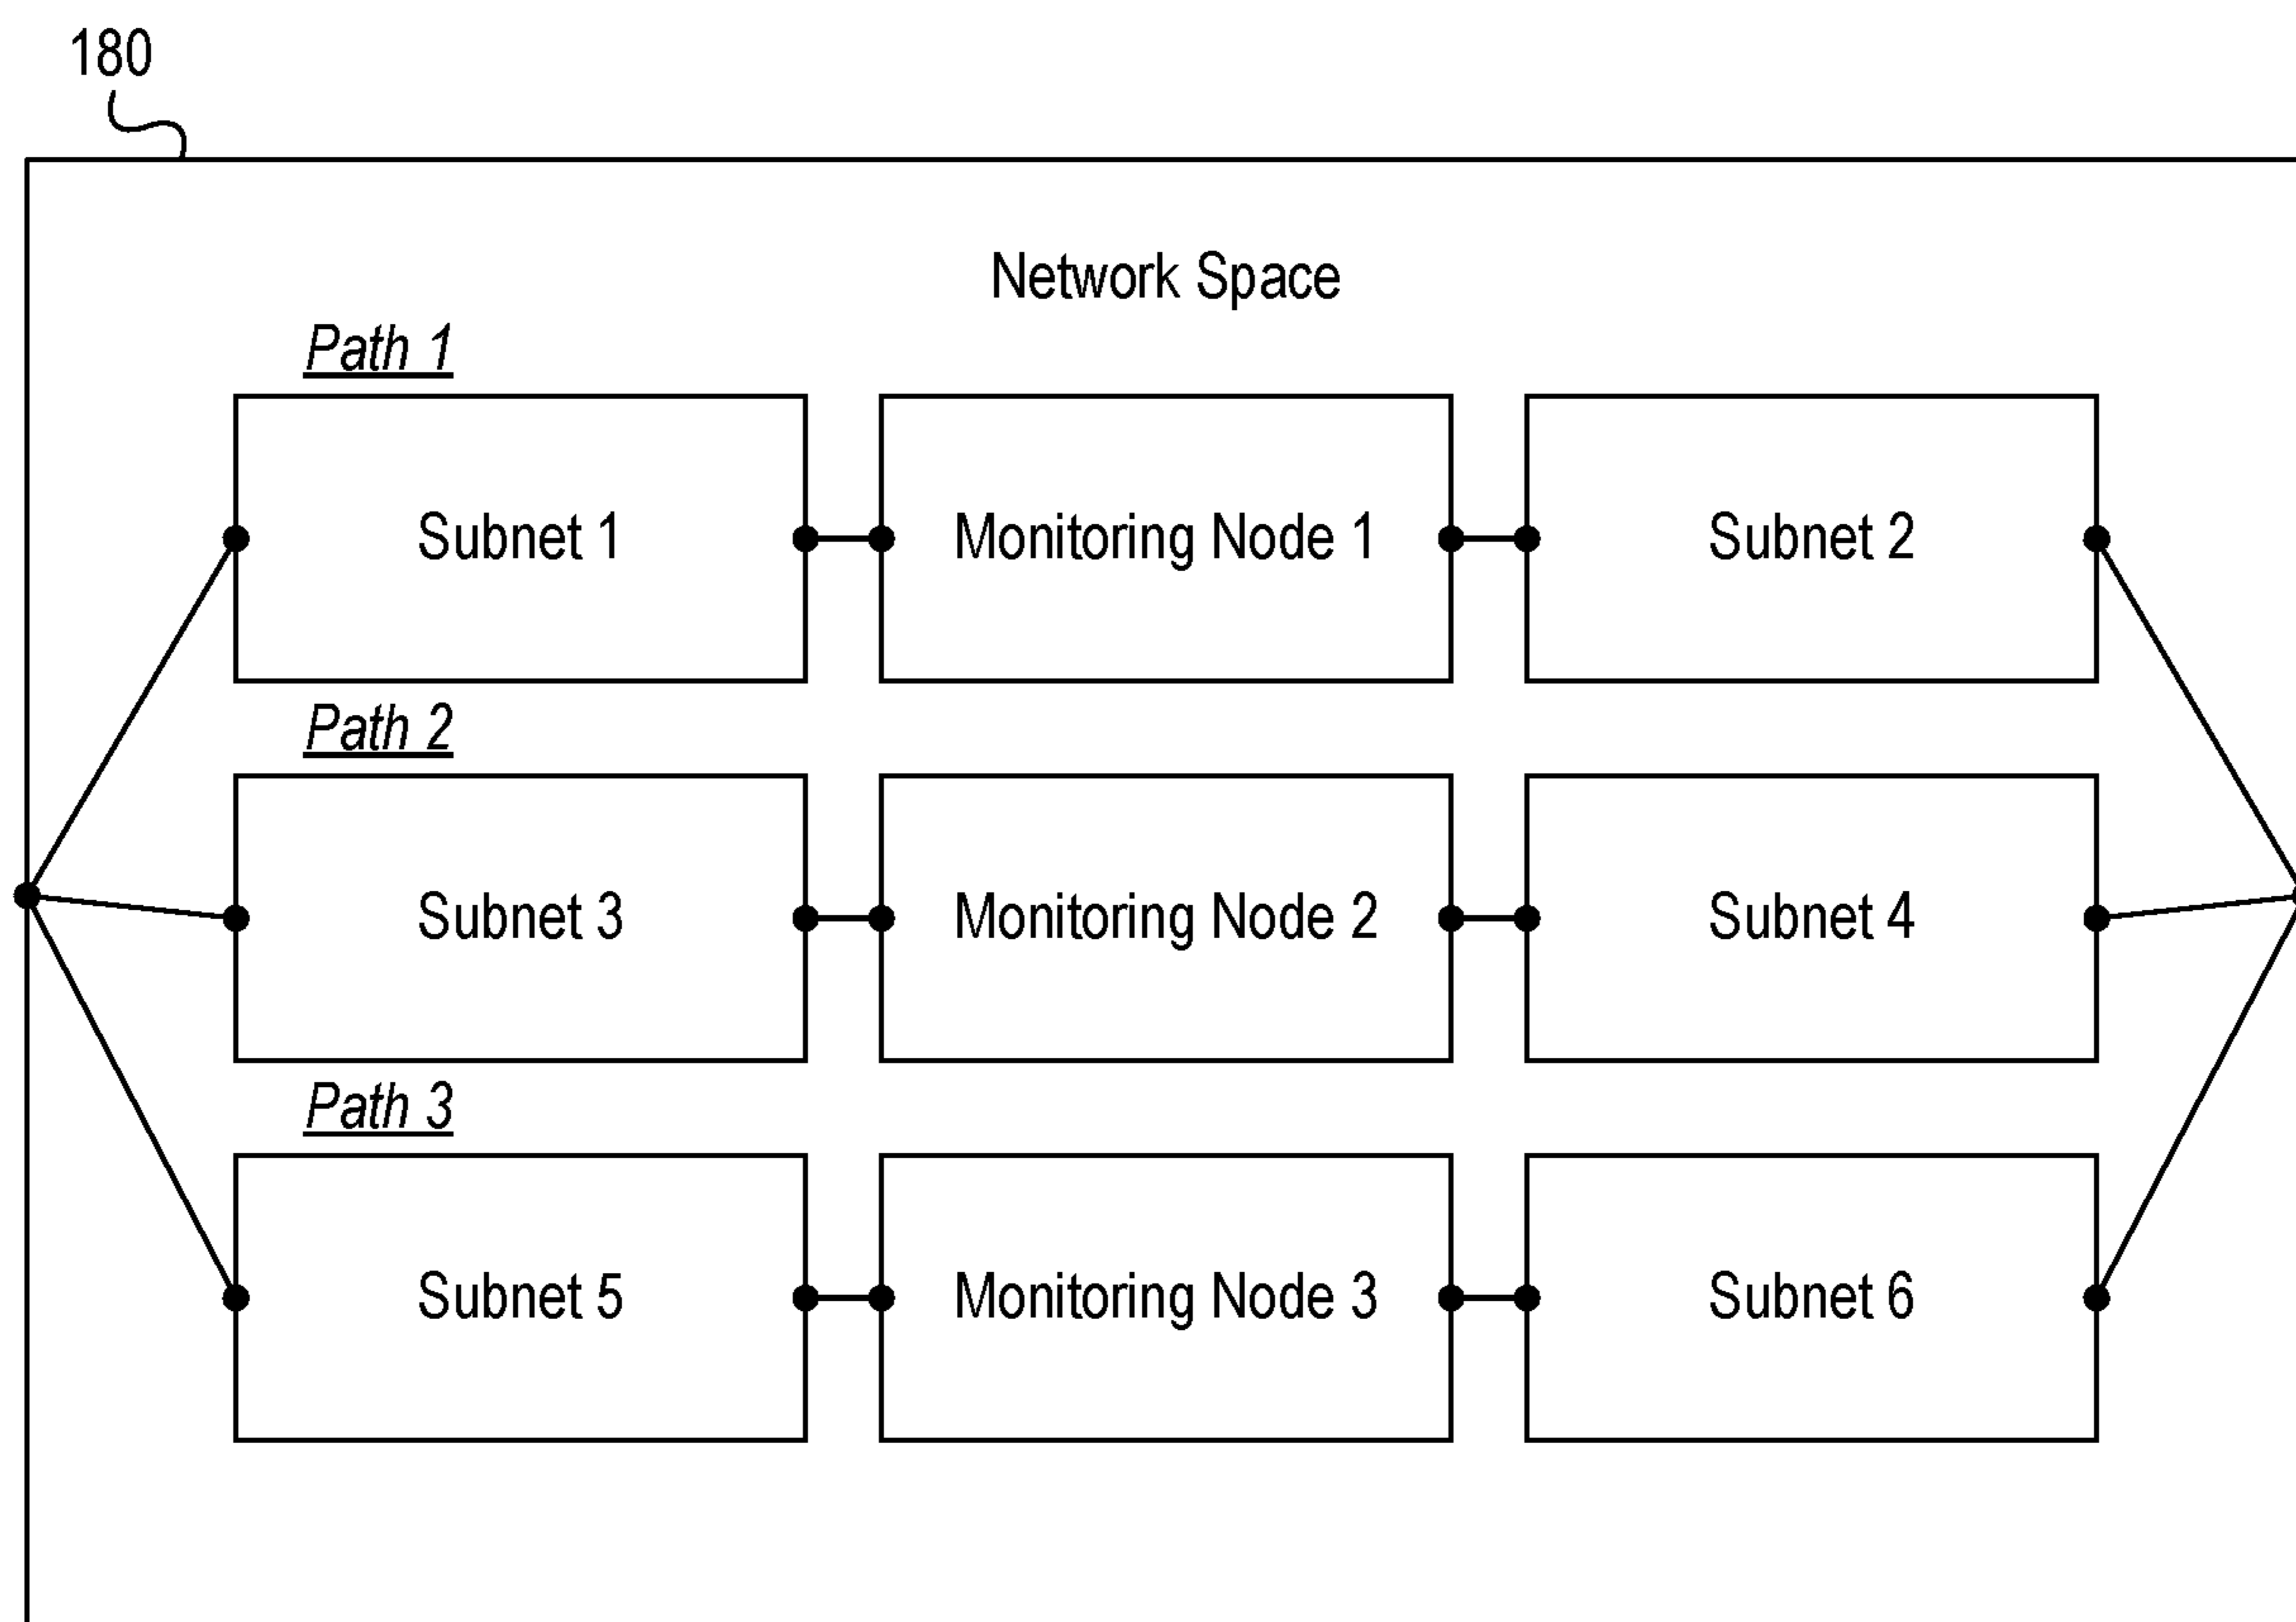 180
Network Space
Path 1
Subnet 1
Monitoring Node 1
Subnet 2
Path 2
Subnet 3
Monitoring Node 2
Subnet 4
Path 3
Subnet 5
Monitoring Node 3
Subnet 6